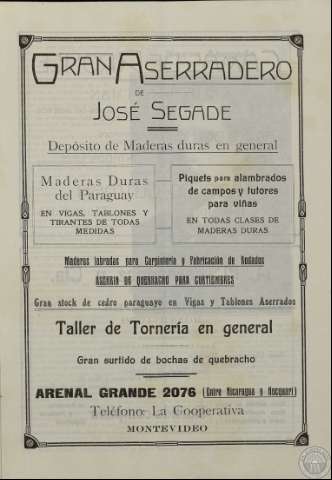 GRAN ASERRADERO
DE
JOSÉ SEGADE
Depósito de Maderas duras en general
Maderas Duras
del Paraguay
EN VIGAS, TABLONES Y
TIRANTES DE TODAS
MEDIDAS
Piquets para alambrados
de campos y tutores
para viñas
EN TODAS CLASES DE
MADERAS DURAS
Maderas labradas para Carpintería y Fabricación de Rodados
ASERRIN DE QUEBRACHO PARA CURTIEMBRES
Gran stock de cedro paraguayo en Vigas y Tablones Aserrados
Taller de Tornería en general
Gran surtido de bochas de quebracho
ARENAL GRANDE 2076 (Entre Nicaragua y Yacguarí)
Teléfono: La Cooperativa
MONTEVIDEO